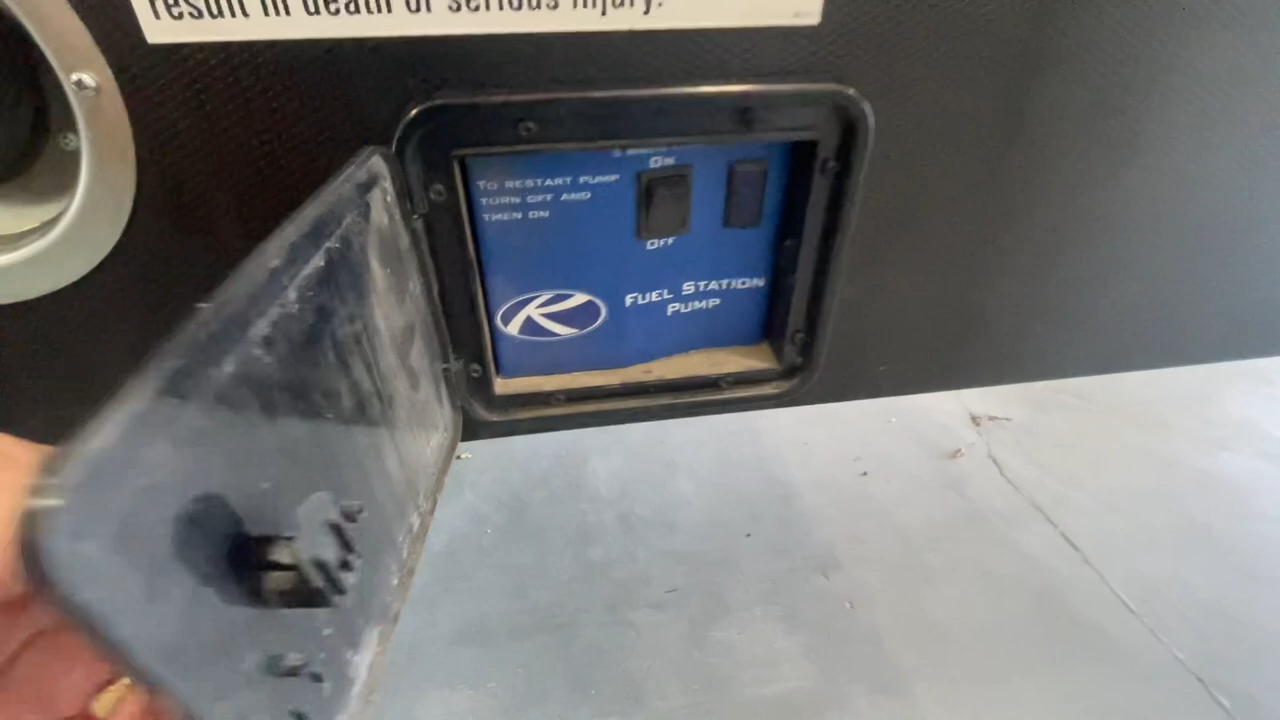 result in death or serious injury.
ON
TO RESTART PUMP
TURN OFF AND
THEN ON
OFF
K
FUEL STATION
PUMP